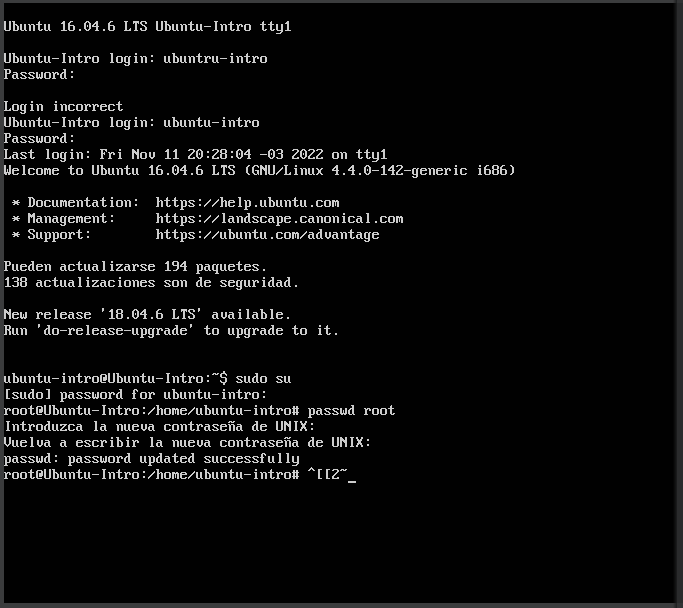 Ubuntu 16.04.6 LTS Ubuntu-Intro tty1
Ubuntu-Intro login: ubuntru-intro
Password:
Login incorrect
Ubuntu-Intro login: ubuntu-intro
Password:
Last login: Fri Nov 11 20:28:04 -03 2022 on tty1
Welcome to Ubuntu 16.04.6 LTS (GNU/Linux 4.4.0-142-generic i686)
* Documentation:  https://help.ubuntu.com
* Management:     https://landscape.canonical.com
* Support:        https://ubuntu.com/advantage
Pueden actualizarse 194 paquetes.
138 actualizaciones son de seguridad.
New release '18.04.6 LTS' available.
Run 'do-release-upgrade' to upgrade to it.
ubuntu-intro@Ubuntu-Intro:~$ sudo su
[sudo] password for ubuntu-intro:
root@Ubuntu-Intro:/home/ubuntu-intro# passwd root
Introduzca la nueva contraseña de UNIX:
Vuelva a escribir la nueva contraseña de UNIX:
passwd: password updated successfully
root@Ubuntu-Intro:/home/ubuntu-intro# ^[[2~_